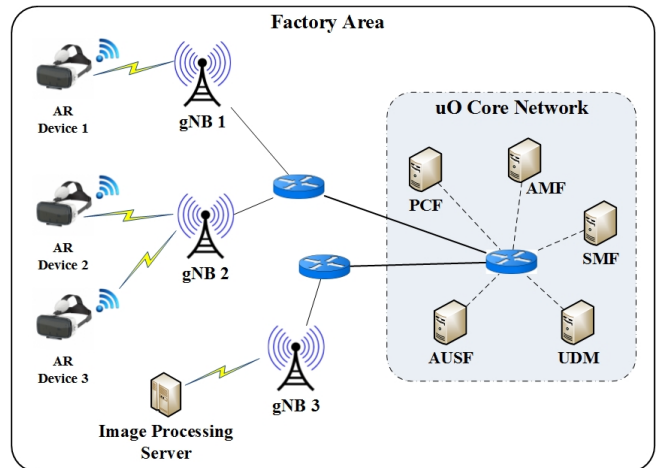 Factory Area
AR
Device 1
gNB 1
AR
Device 2
gNB 2
AR
Device 3
gNB 3
Image Processing
Server
uO Core Network
PCF
AMF
SMF
AUSF
UDM